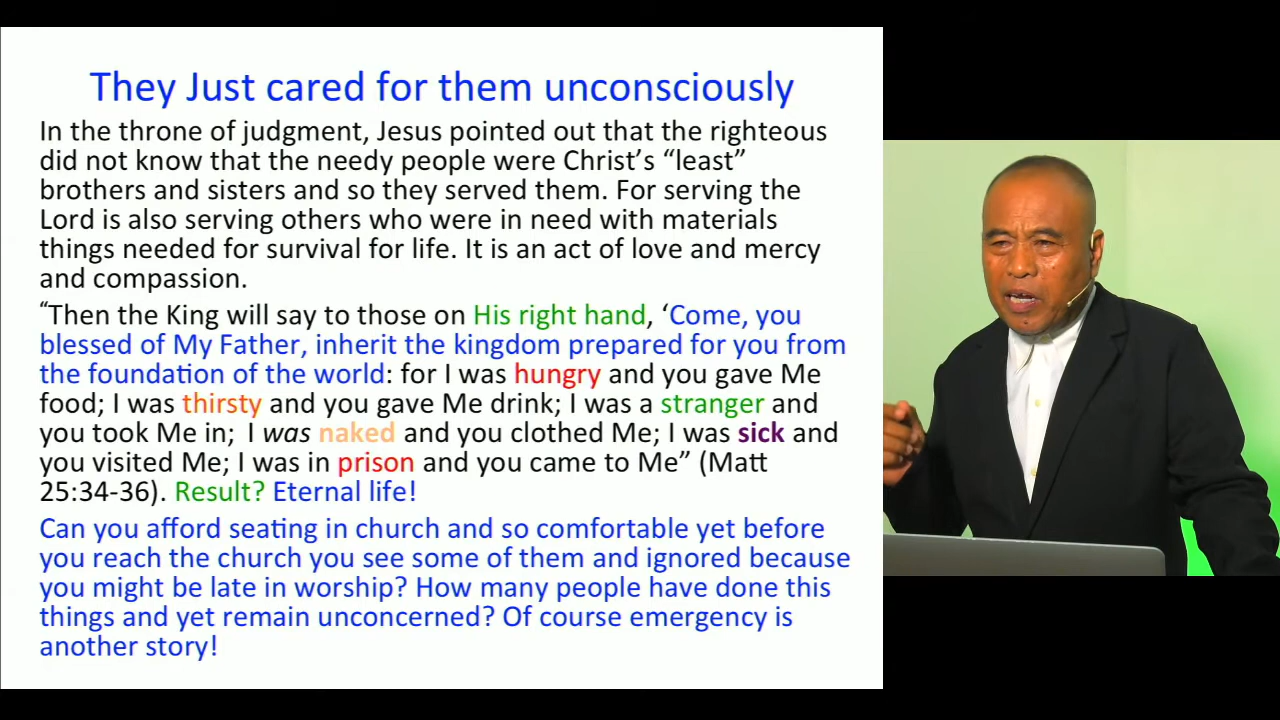 They Just cared for them unconsciously
In the throne of judgment, Jesus pointed out that the righteous
did not know that the needy people were Christ’s “least”
brothers and sisters and so they served them. For serving the
Lord is also serving others who were in need with materials
things needed for survival for life. It is an act of love and mercy
and compassion.
“Then the King will say to those on His right hand, ‘Come, you
blessed of My Father, inherit the kingdom prepared for you from
the foundation of the world: for I was hungry and you gave Me
food; I was thirsty and you gave Me drink; I was a stranger and
you took Me in; I was naked and you clothed Me; I was sick and
you visited Me; I was in prison and you came to Me” (Matt
25:34-36). Result? Eternal life!
Can you afford seating in church and so comfortable yet before
you reach the church you see some of them and ignored because
you might be late in worship? How many people have done this
things and yet remain unconcerned? Of course emergency is
another story!